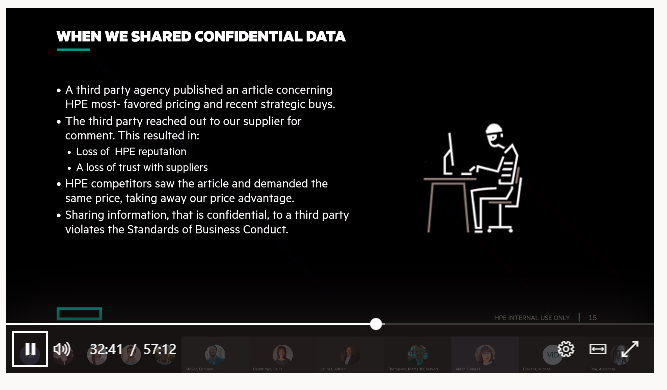 WHEN WE SHARED CONFIDENTIAL DATA
• A third party agency published an article concerning
HPE most- favored pricing and recent strategic buys.
• The third party reached out to our supplier for
comment. This resulted in:
• Loss of HPE reputation
• A loss of trust with suppliers
• HPE competitors saw the article and demanded the
same price, taking away our price advantage.
• Sharing information, that is confidential, to a third party
violates the Standards of Business Conduct.
HPE INTERNAL USE ONLY | 15
32:41 / 57:12